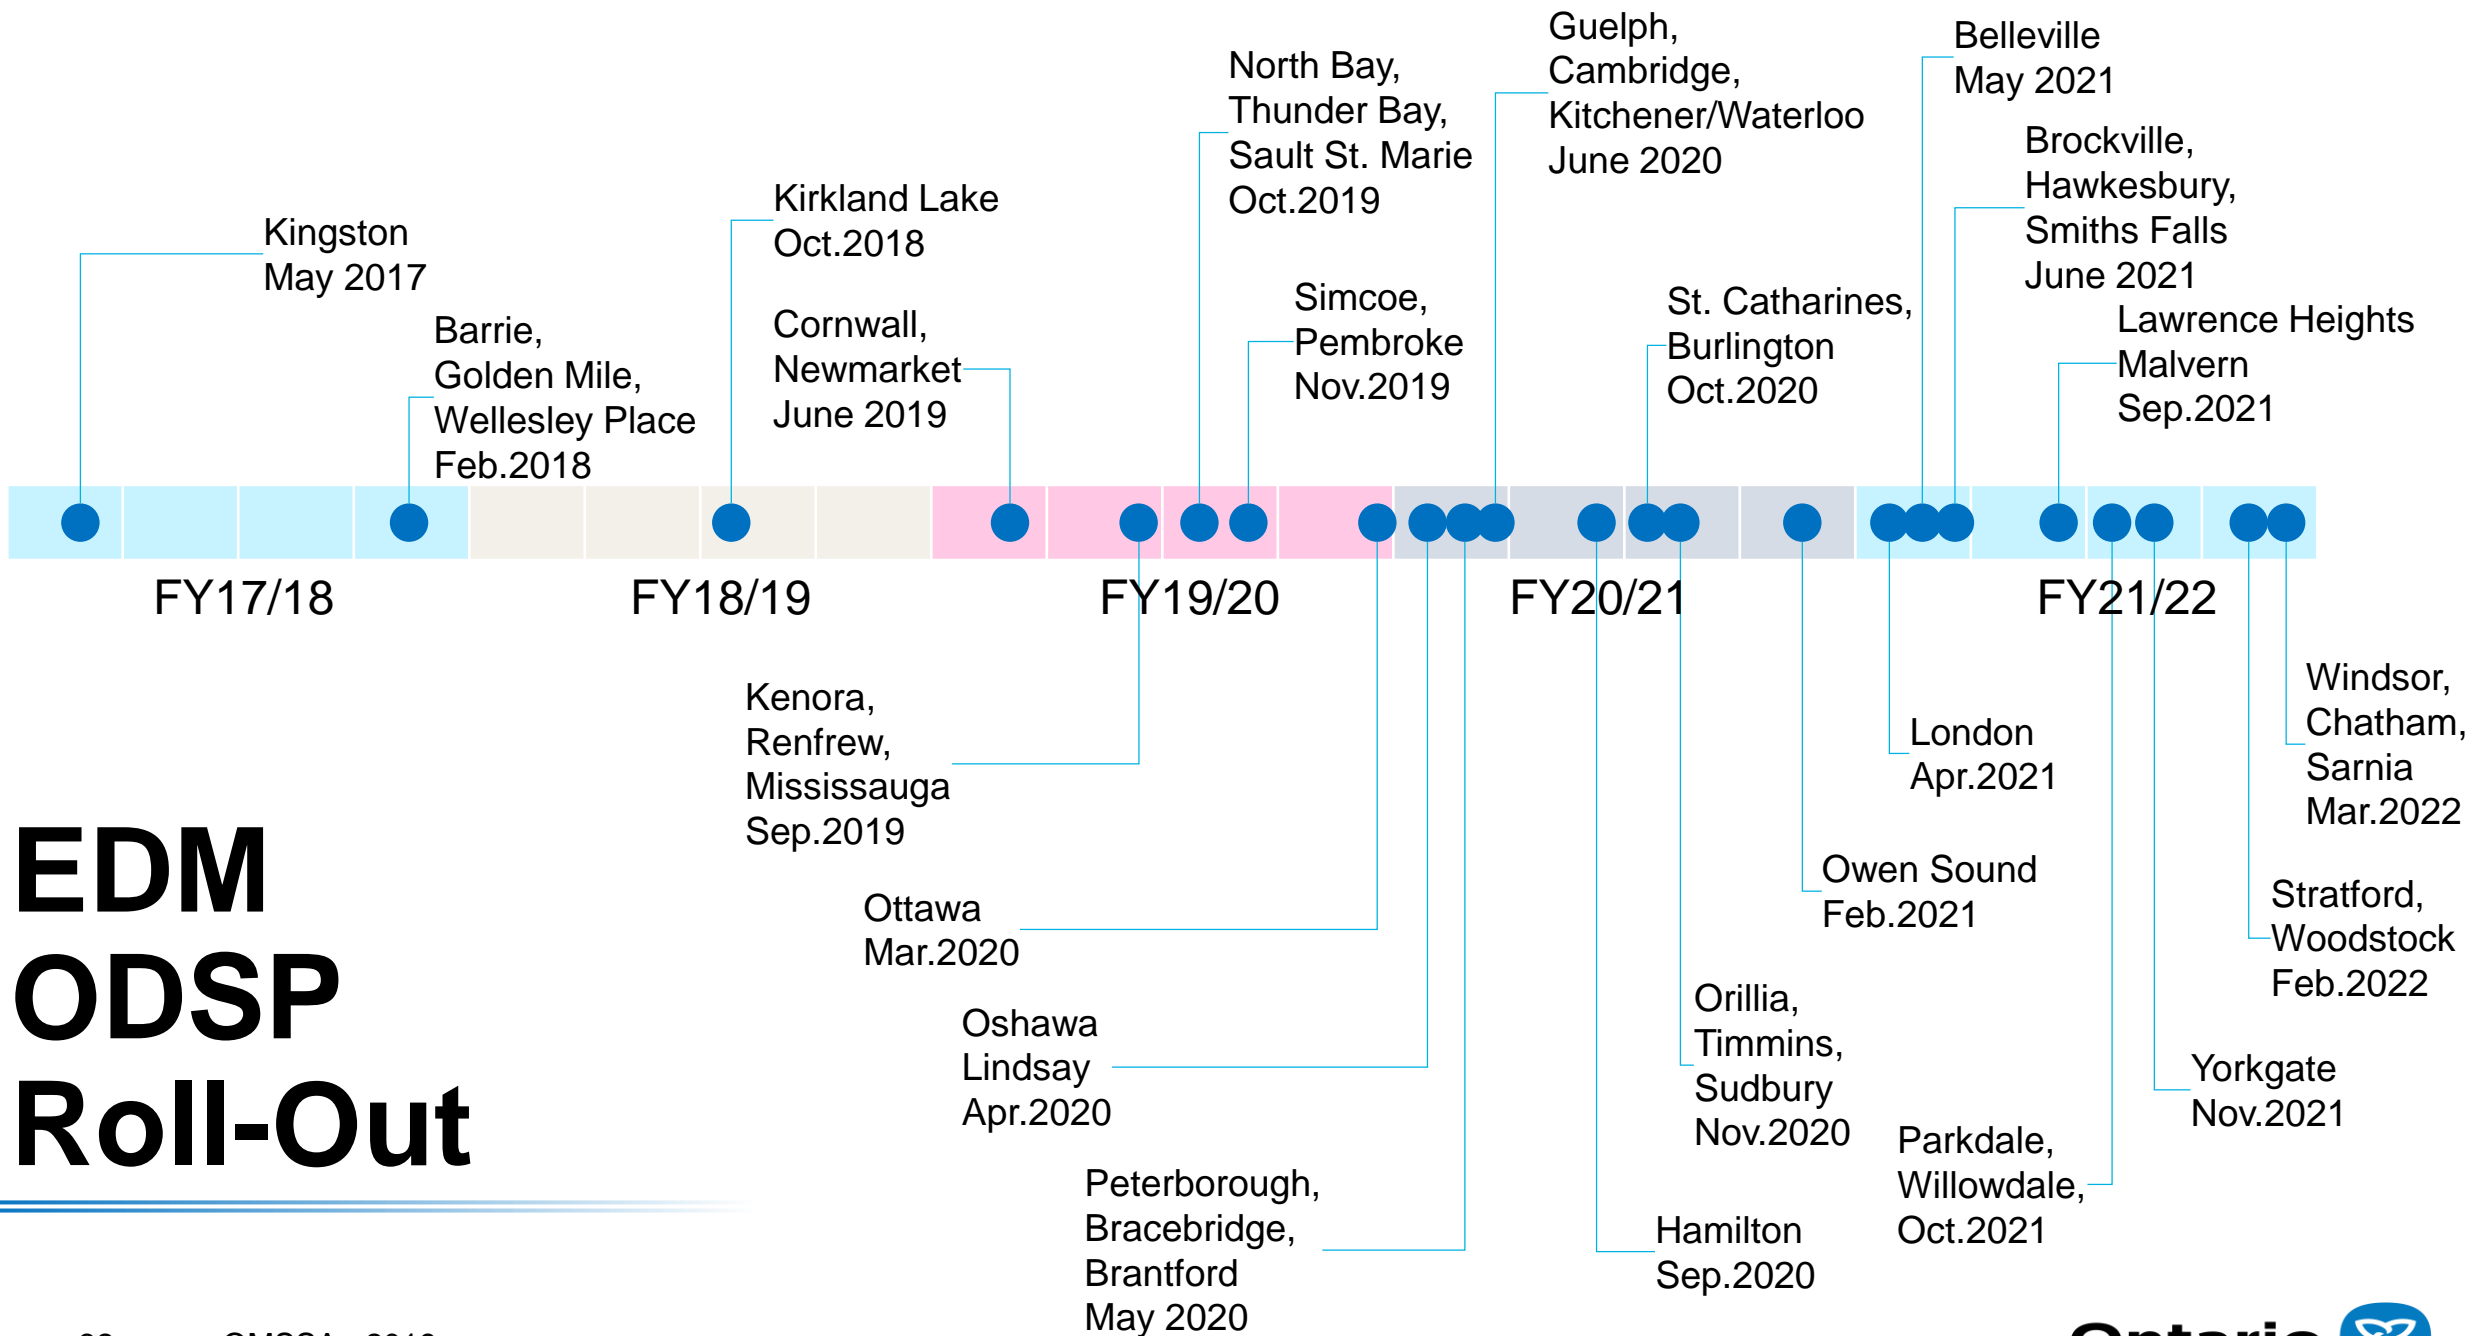 Kingston
May 2017
Barrie,
Golden Mile,
Wellesley Place
Feb.2018
Kirkland Lake
Oct.2018
Cornwall,
Newmarket
June 2019
North Bay,
Thunder Bay,
Sault St. Marie
Oct.2019
Simcoe,
Pembroke
Nov.2019
Guelph,
Cambridge,
Kitchener/Waterloo
June 2020
St. Catharines,
Burlington
Oct.2020
Belleville
May 2021
Brockville,
Hawkesbury,
Smiths Falls
June 2021
Lawrence Heights
Malvern
Sep.2021
FY17/18
FY18/19
FY19/20
FY20/21
FY21/22
Kenora,
Renfrew,
Mississauga
Sep.2019
Ottawa
Mar.2020
Oshawa
Lindsay
Apr.2020
Peterborough,
Bracebridge,
Brantford
May 2020
Hamilton
Sep.2020
Orillia,
Timmins,
Sudbury
Nov.2020
Owen Sound
Feb.2021
London
Apr.2021
Parkdale,
Willowdale,
Oct.2021
Yorkgate
Nov.2021
Stratford,
Woodstock
Feb.2022
Windsor,
Chatham,
Sarnia
Mar.2022
EDM
ODSP
Roll-Out
Ontario